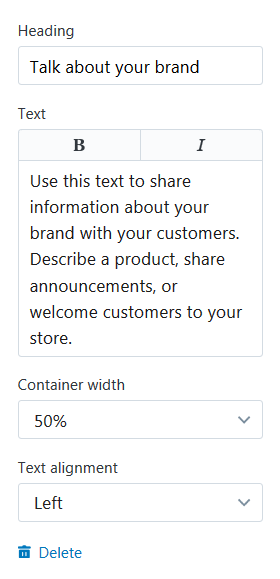 Heading
Talk about your brand
Text
B I
Use this text to share
information about your
brand with your customers.
Describe a product, share
announcements, or
welcome customers to your
store.
Container width
50%
Text alignment
Left
Delete